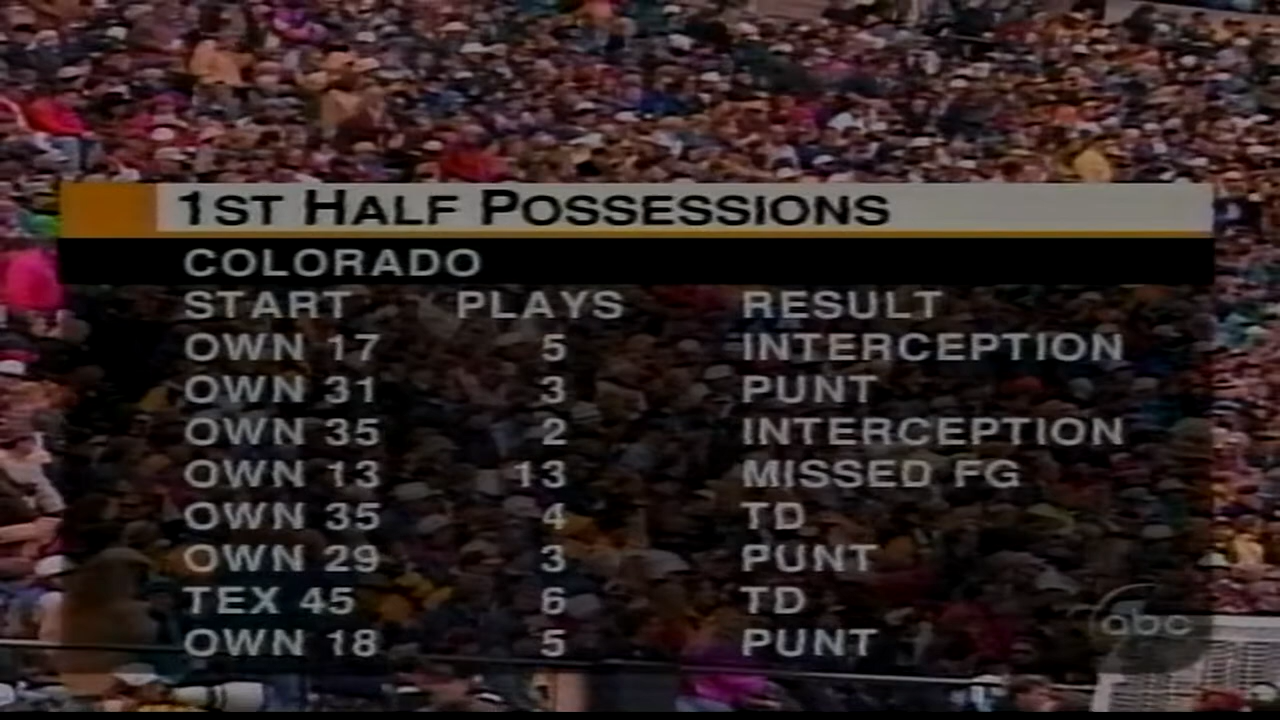 1ST HALF POSSESSIONS
COLORADO
START PLAYS RESULT
OWN 17 5 INTERCEPTION
OWN 31 3 PUNT
OWN 35 2 INTERCEPTION
OWN 13 13 MISSED FG
OWN 35 4 TD
OWN 29 3 PUNT
TEX 45 6 TD
OWN 18 5 PUNT
abc